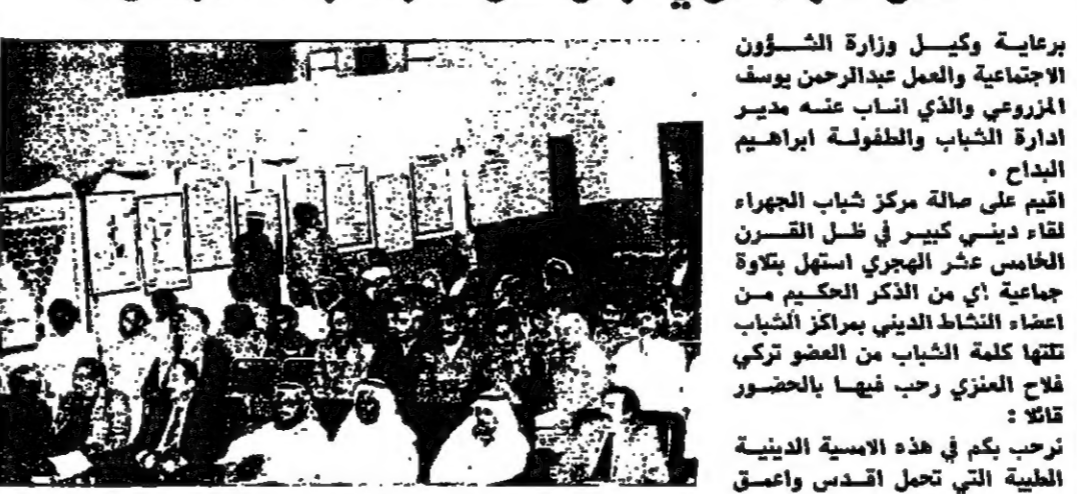 برعاية وكيل وزارة الشؤون
الاجتماعية والعمل عبدالرحمن يوسف
المزروعي والذي اناب عنه مدير
ادارة الشباب والطفولة ابراهيم
البداح •
اقيم على صالة مركز شباب الجهراء
لقاء ديني كبير في ظل القرن
الخامس عشر الهجري استهل بتلاوة
جماعية أي من الذكر الحكيم من
اعضاء النشاط الديني بمراكز الشباب
تلتها كلمة الشباب من العضو تركي
فلاح العنزي رحب فيها بالحضور
قائلا :
نرحب بكم في هذه الامسية الدينية
الطيبة التي تحمل اقدس واعمق